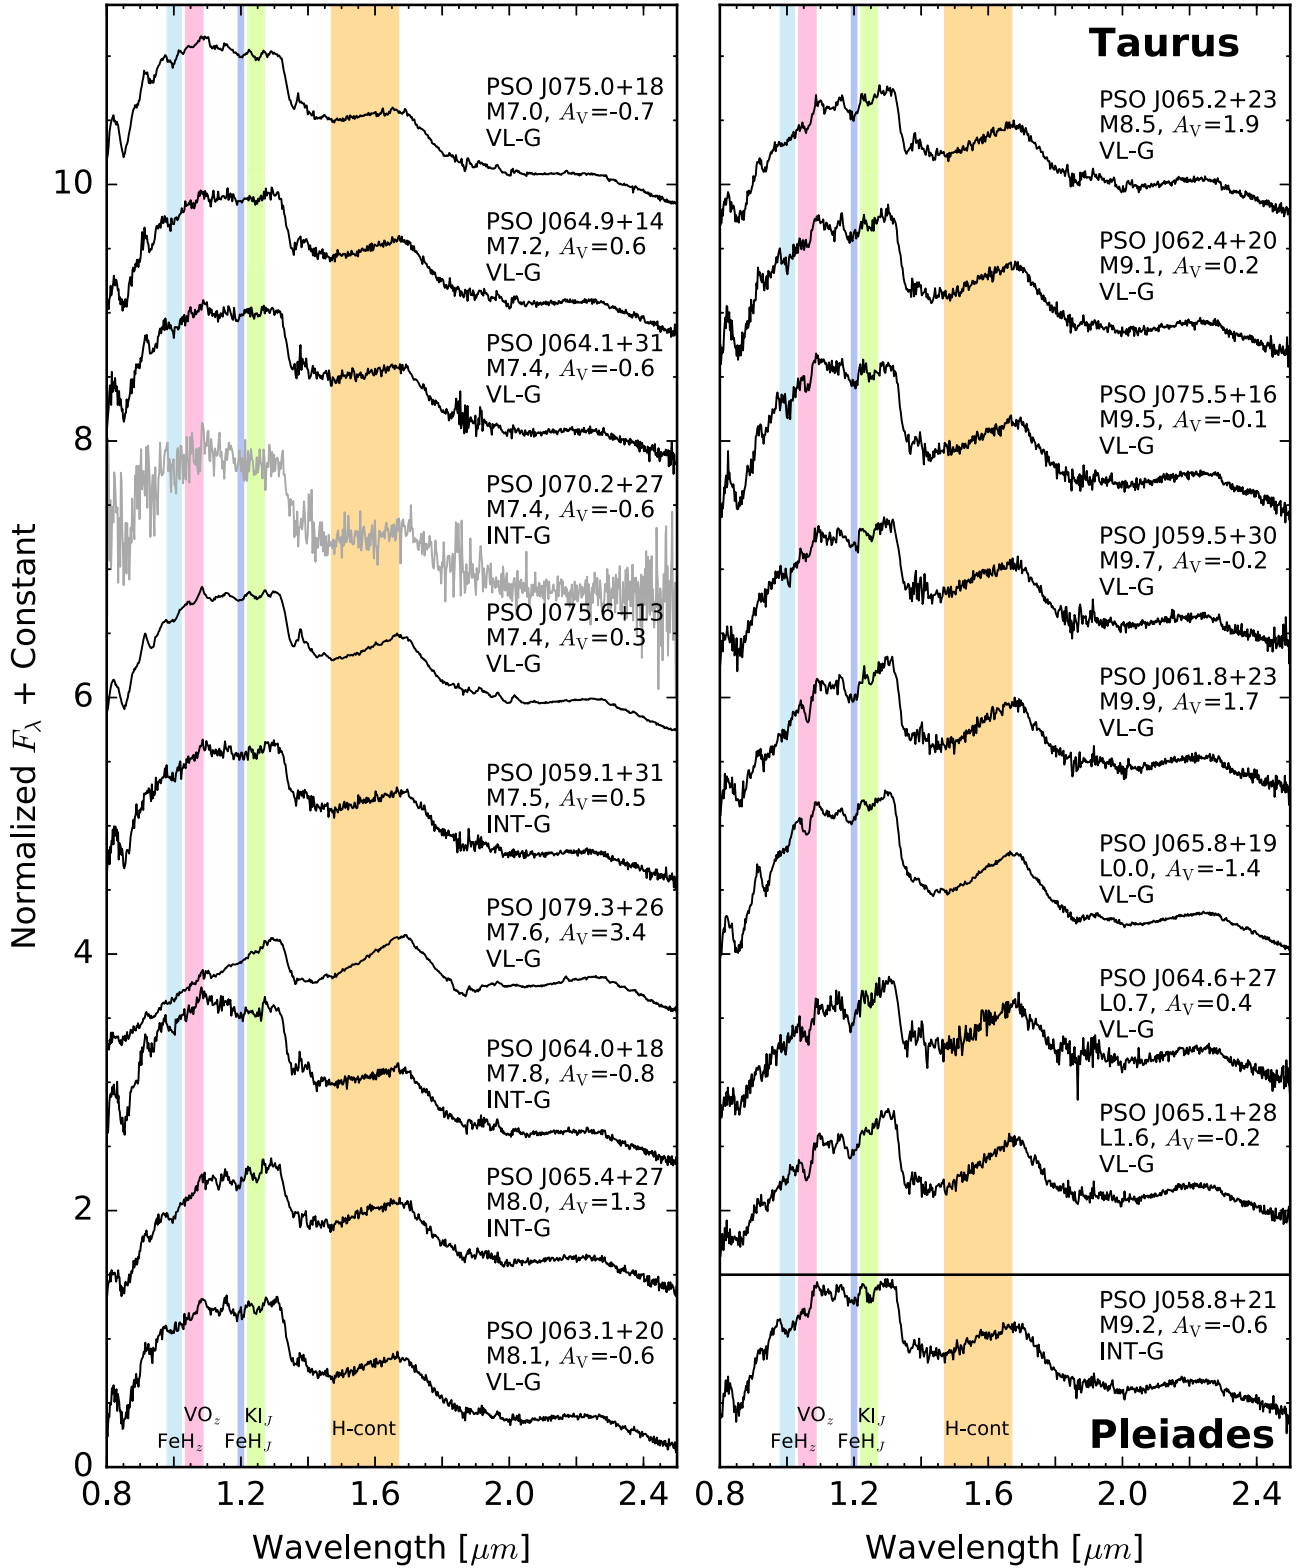 Normalized F_λ + Constant
10
8
6
4
2
0
PSO J075.0+18
M7.0, A_V=-0.7
VL-G
PSO J064.9+14
M7.2, A_V=0.6
VL-G
PSO J064.1+31
M7.4, A_V=-0.6
VL-G
PSO J070.2+27
M7.4, A_V=-0.6
INT-G
PSO J075.6+13
M7.4, A_V=0.3
VL-G
PSO J059.1+31
M7.5, A_V=0.5
INT-G
PSO J079.3+26
M7.6, A_V=3.4
VL-G
PSO J064.0+18
M7.8, A_V=-0.8
INT-G
PSO J065.4+27
M8.0, A_V=1.3
INT-G
PSO J063.1+20
M8.1, A_V=-0.6
VL-G
VO_z KI_J
H-cont
FeH_z FeH_J
0.8 1.2 1.6 2.0 2.4
Wavelength [μm]
Taurus
PSO J065.2+23
M8.5, A_V=1.9
VL-G
PSO J062.4+20
M9.1, A_V=0.2
VL-G
PSO J075.5+16
M9.5, A_V=-0.1
VL-G
PSO J059.5+30
M9.7, A_V=-0.2
VL-G
PSO J061.8+23
M9.9, A_V=1.7
VL-G
PSO J065.8+19
L0.0, A_V=-1.4
VL-G
PSO J064.6+27
L0.7, A_V=0.4
VL-G
PSO J065.1+28
L1.6, A_V=-0.2
VL-G
PSO J058.8+21
M9.2, A_V=-0.6
INT-G
VO_z KI_J
H-cont
FeH_z FeH_J
Pleiades
0.8 1.2 1.6 2.0 2.4
Wavelength [μm]